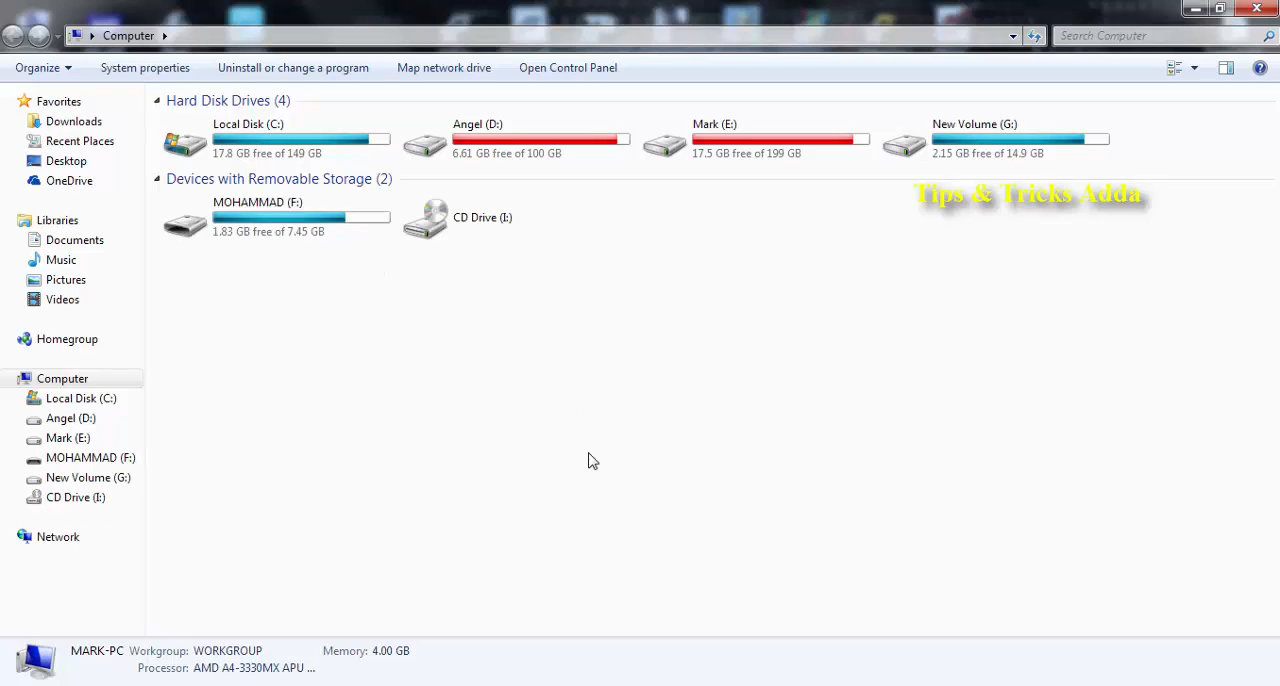 Computer
Search Computer
Organize
System properties
Uninstall or change a program
Map network drive
Open Control Panel
Favorites
Downloads
Recent Places
Desktop
OneDrive
Libraries
Documents
Music
Pictures
Videos
Homegroup
Computer
Local Disk (C:)
Angel (D:)
Mark (E:)
MOHAMMAD (F:)
New Volume (G:)
CD Drive (I:)
Network
Hard Disk Drives (4)
Local Disk (C:)
17.8 GB free of 149 GB
Angel (D:)
6.61 GB free of 100 GB
Mark (E:)
17.5 GB free of 199 GB
New Volume (G:)
2.15 GB free of 14.9 GB
Devices with Removable Storage (2)
MOHAMMAD (F:)
1.83 GB free of 7.45 GB
CD Drive (I:)
Tips & Tricks Adda
MARK-PC Workgroup: WORKGROUP Memory: 4.00 GB
Processor: AMD A4-3330MX APU ...